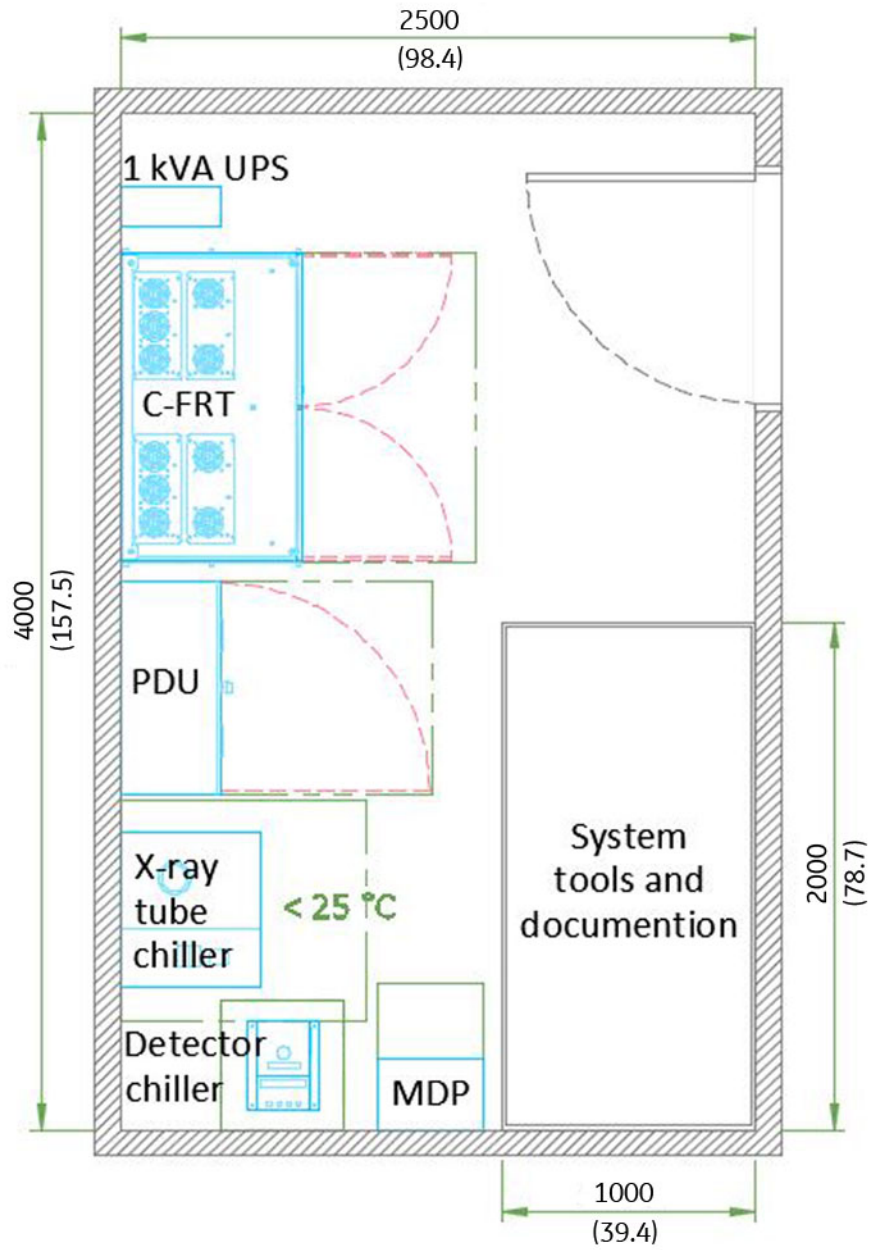 2500
(98.4)
1 kVA UPS
C-FRT
4000
(157.5)
PDU
X-ray
tube
chiller
< 25 °C
System
tools and
documention
2000
(78.7)
Detector
chiller
MDP
1000
(39.4)